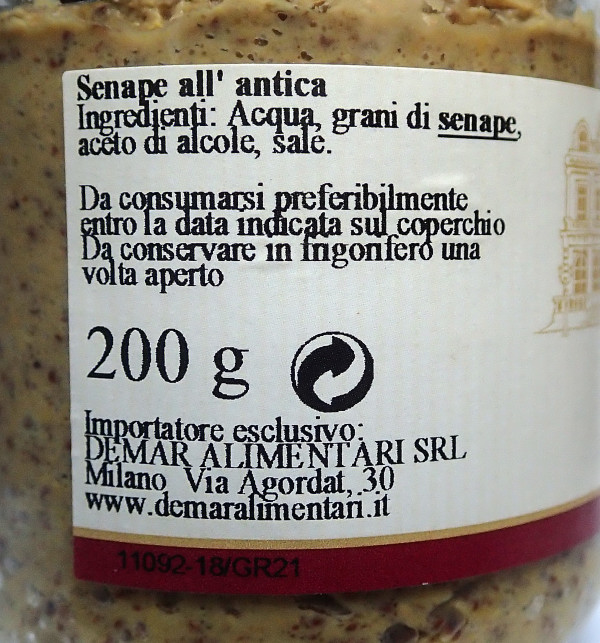 Senape all' antica
Ingredienti: Acqua, grani di senape,
aceto di alcole, sale.
Da consumarsi preferibilmente
entro la data indicata sul coperchio
Da conservare in frigorifero una
volta aperto
200 g
Importatore esclusivo:
DEMAR ALIMENTARI SRL
Milano Via Agordat, 30
www.demaralimentari.it
11092-18/GR21